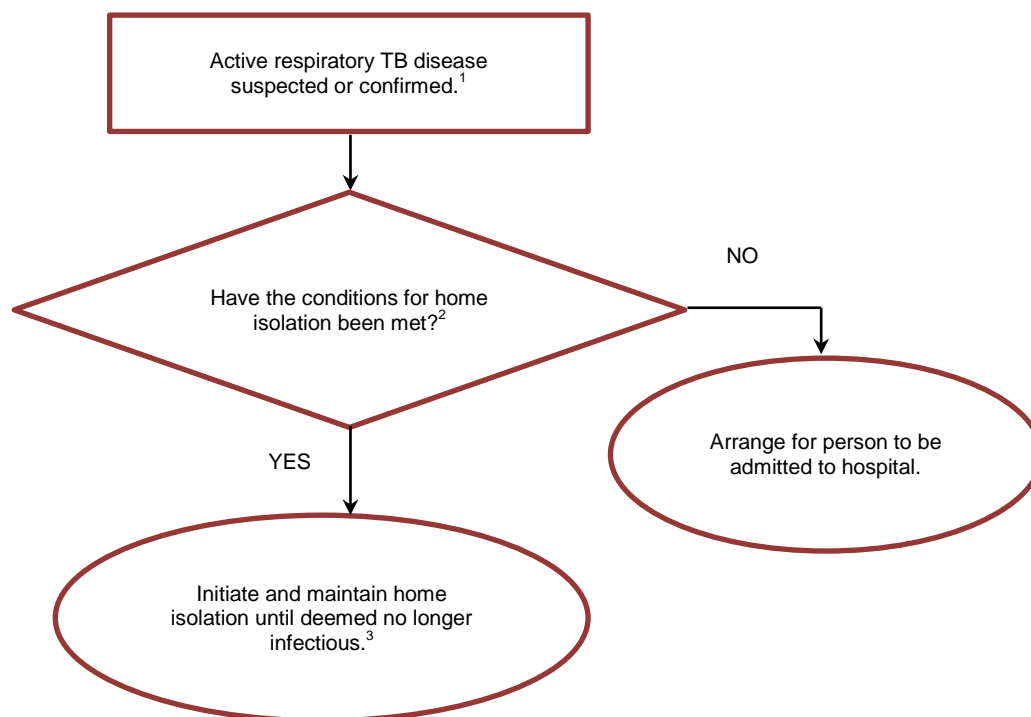 Active respiratory TB disease
suspected or confirmed.1
Have the conditions for home
isolation been met?2
NO
YES
Arrange for person to be
admitted to hospital.
Initiate and maintain home
isolation until deemed no longer
infectious.3